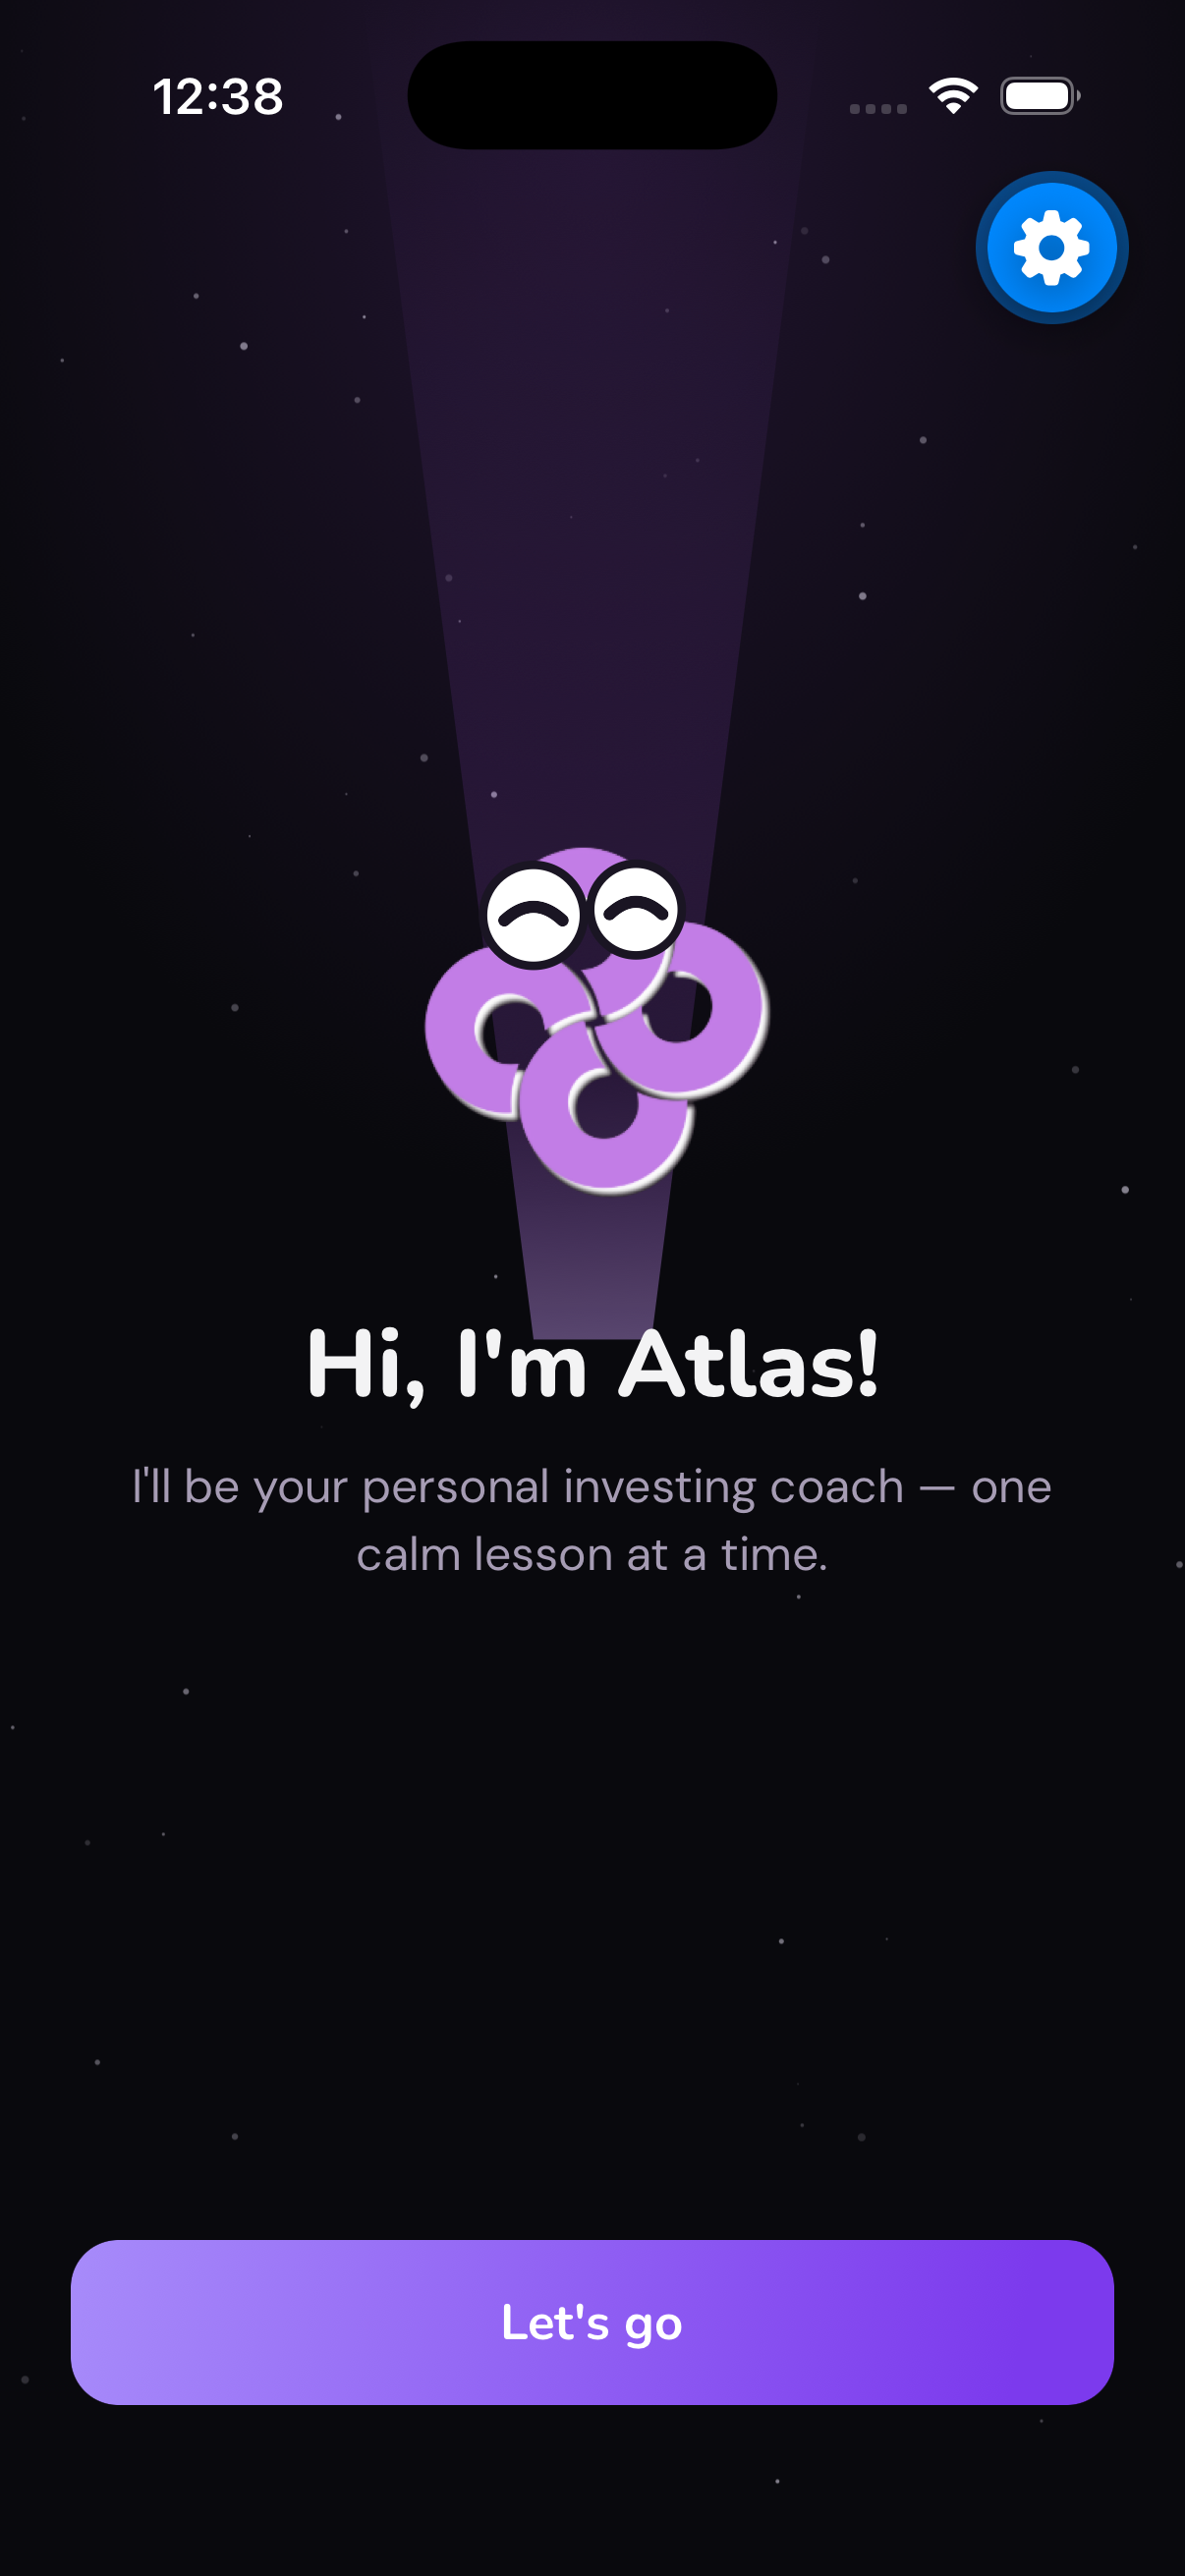 12:38
Hi, I'm Atlas!
I'll be your personal investing coach — one
calm lesson at a time.
Let's go